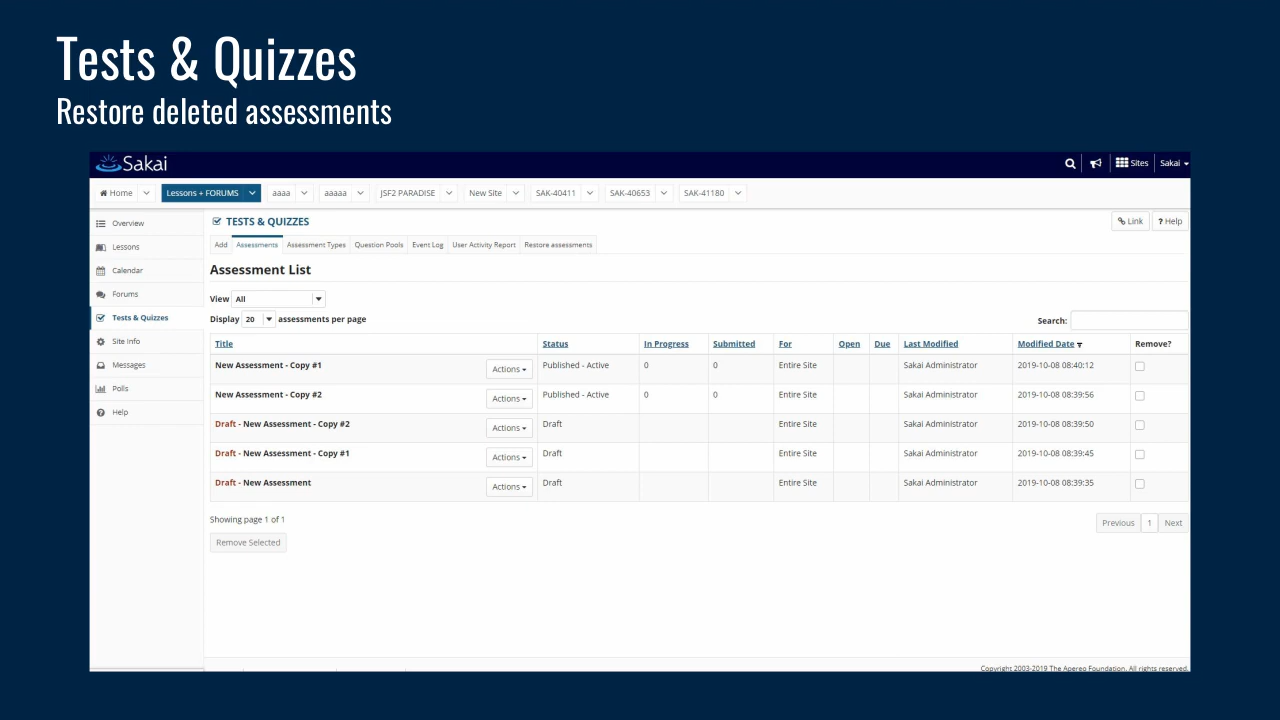 Tests & Quizzes
Restore deleted assessments
Sakai
Sites
Sakai
Home
Lessons + FORUMS
aaaa
aaaaa
JSF2 PARADISE
New Site
SAK-40411
SAK-40653
SAK-41180
Overview
Lessons
Calendar
Forums
Tests & Quizzes
Site Info
Messages
Polls
Help
TESTS & QUIZZES
Link
? Help
Add Assessments Assessment Types Question Pools Event Log User Activity Report Restore assessments
Assessment List
View All
Display 20 assessments per page
Search:
Title Status In Progress Submitted For Open Due Last Modified Modified Date Remove?
New Assessment - Copy #1 Actions Published - Active 0 0 Entire Site Sakai Administrator 2019-10-08 08:40:12
New Assessment - Copy #2 Actions Published - Active 0 0 Entire Site Sakai Administrator 2019-10-08 08:39:56
Draft - New Assessment - Copy #2 Actions Draft Entire Site Sakai Administrator 2019-10-08 08:39:50
Draft - New Assessment - Copy #1 Actions Draft Entire Site Sakai Administrator 2019-10-08 08:39:45
Draft - New Assessment Actions Draft Entire Site Sakai Administrator 2019-10-08 08:39:35
Showing page 1 of 1
Previous 1 Next
Remove Selected
Copyright 2003-2019 The Apereo Foundation. All rights reserved.